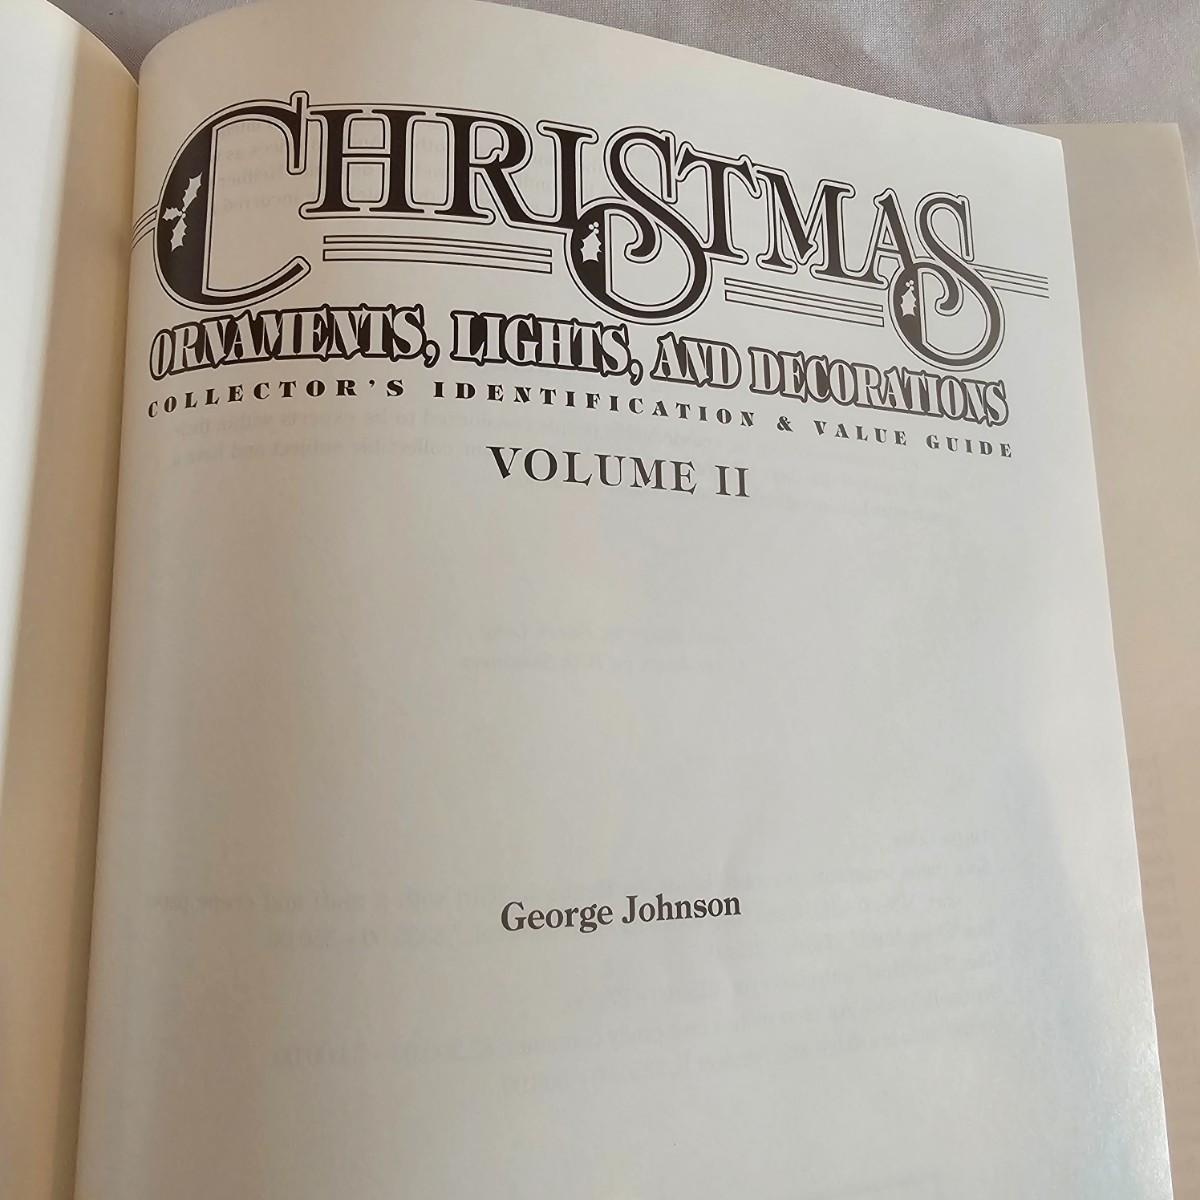 CHRISTMAS
ORNAMENTS, LIGHTS, AND DECORATIONS
COLLECTOR'S IDENTIFICATION & VALUE GUIDE
VOLUME II
George Johnson